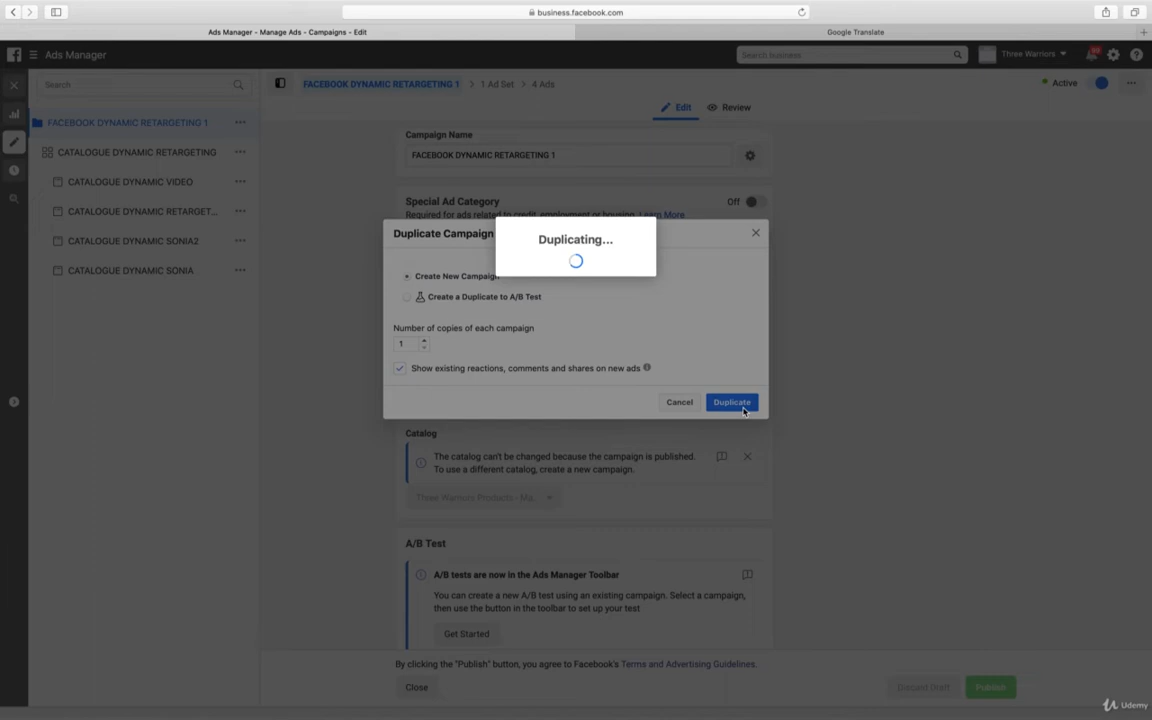 business.facebook.com
Ads Manager - Manage Ads - Campaigns - Edit
Google Translate
Ads Manager
Search business
Three Warriors
Search
FACEBOOK DYNAMIC RETARGETING 1 > 1 Ad Set > 4 Ads
Active
Edit
Review
FACEBOOK DYNAMIC RETARGETING 1
CATALOGUE DYNAMIC RETARGETING
CATALOGUE DYNAMIC VIDEO
CATALOGUE DYNAMIC RETARGET...
CATALOGUE DYNAMIC SONIA2
CATALOGUE DYNAMIC SONIA
Campaign Name
FACEBOOK DYNAMIC RETARGETING 1
Special Ad Category
Off
Required for ads related to credit, employment or housing. Learn More
Duplicate Campaign
Duplicating...
Create New Campaign
Create a Duplicate to A/B Test
Number of copies of each campaign
1
Show existing reactions, comments and shares on new ads
Cancel
Duplicate
Catalog
The catalog can't be changed because the campaign is published.
To use a different catalog, create a new campaign.
Three Warriors Products - Ma...
A/B Test
A/B tests are now in the Ads Manager Toolbar
You can create a new A/B test using an existing campaign. Select a campaign,
then use the button in the toolbar to set up your test
Get Started
By clicking the "Publish" button, you agree to Facebook's Terms and Advertising Guidelines.
Close
Discard Draft
Publish
Udemy